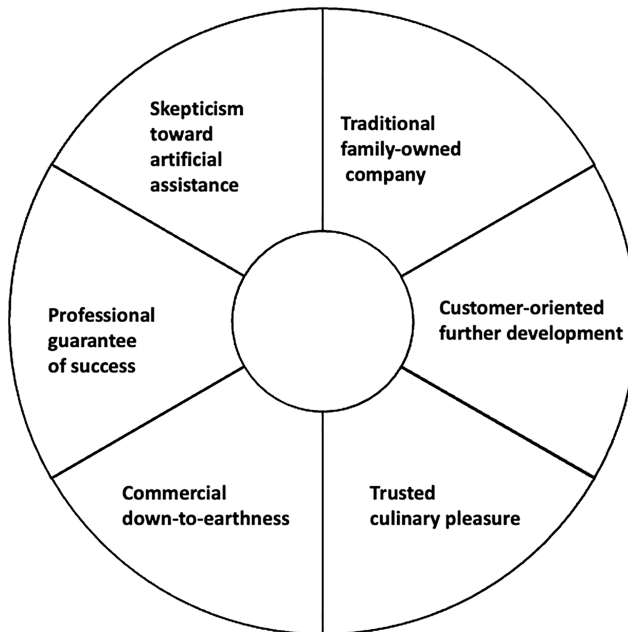 Skepticism
toward
artificial
assistance
Traditional
family-owned
company
Professional
guarantee
of success
Customer-oriented
further development
Commercial
down-to-earthness
Trusted
culinary pleasure